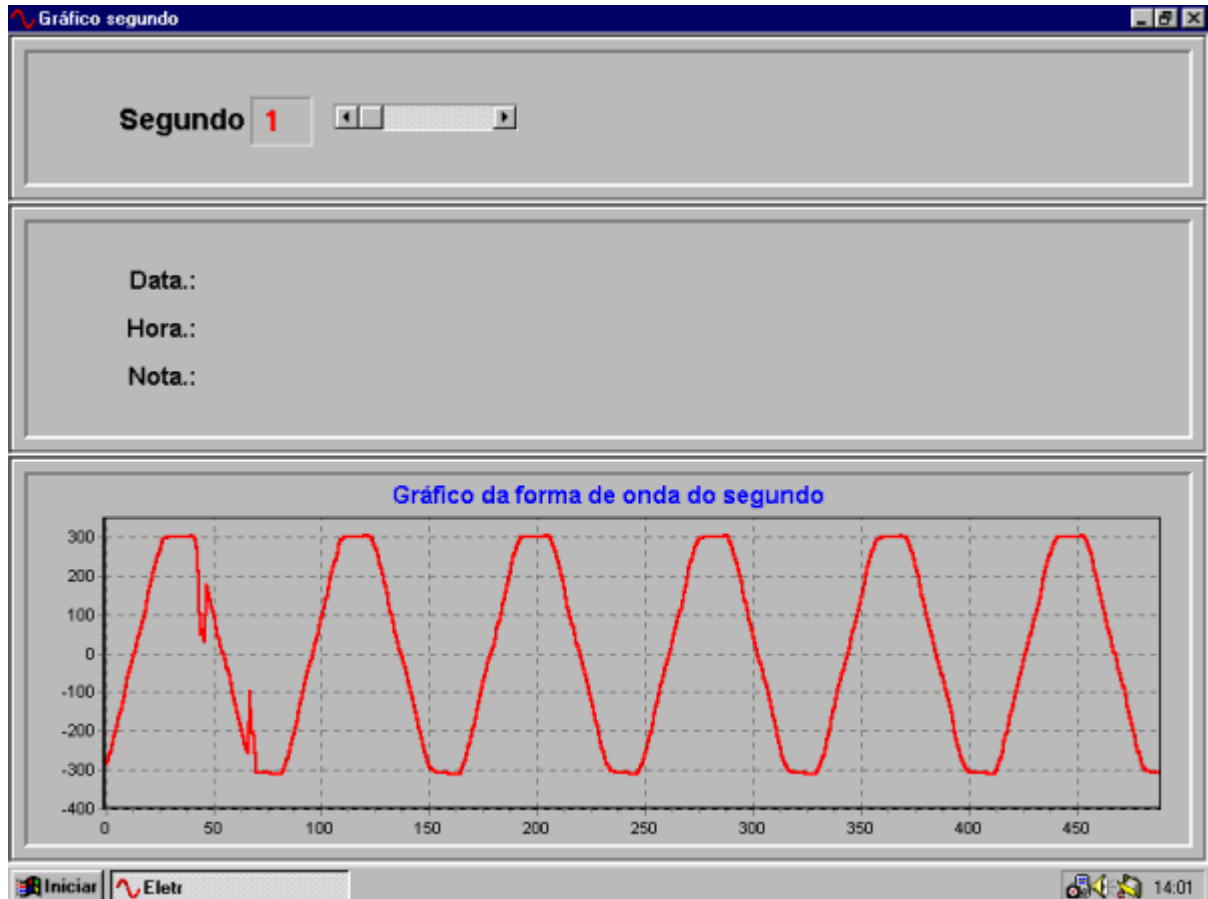 Gráfico segundo
Segundo 1
Data.:
Hora.:
Nota.:
Gráfico da forma de onda do segundo
300
200
100
0
-100
-200
-300
-400
0 50 100 150 200 250 300 350 400 450
Iniciar Eletr 14:01